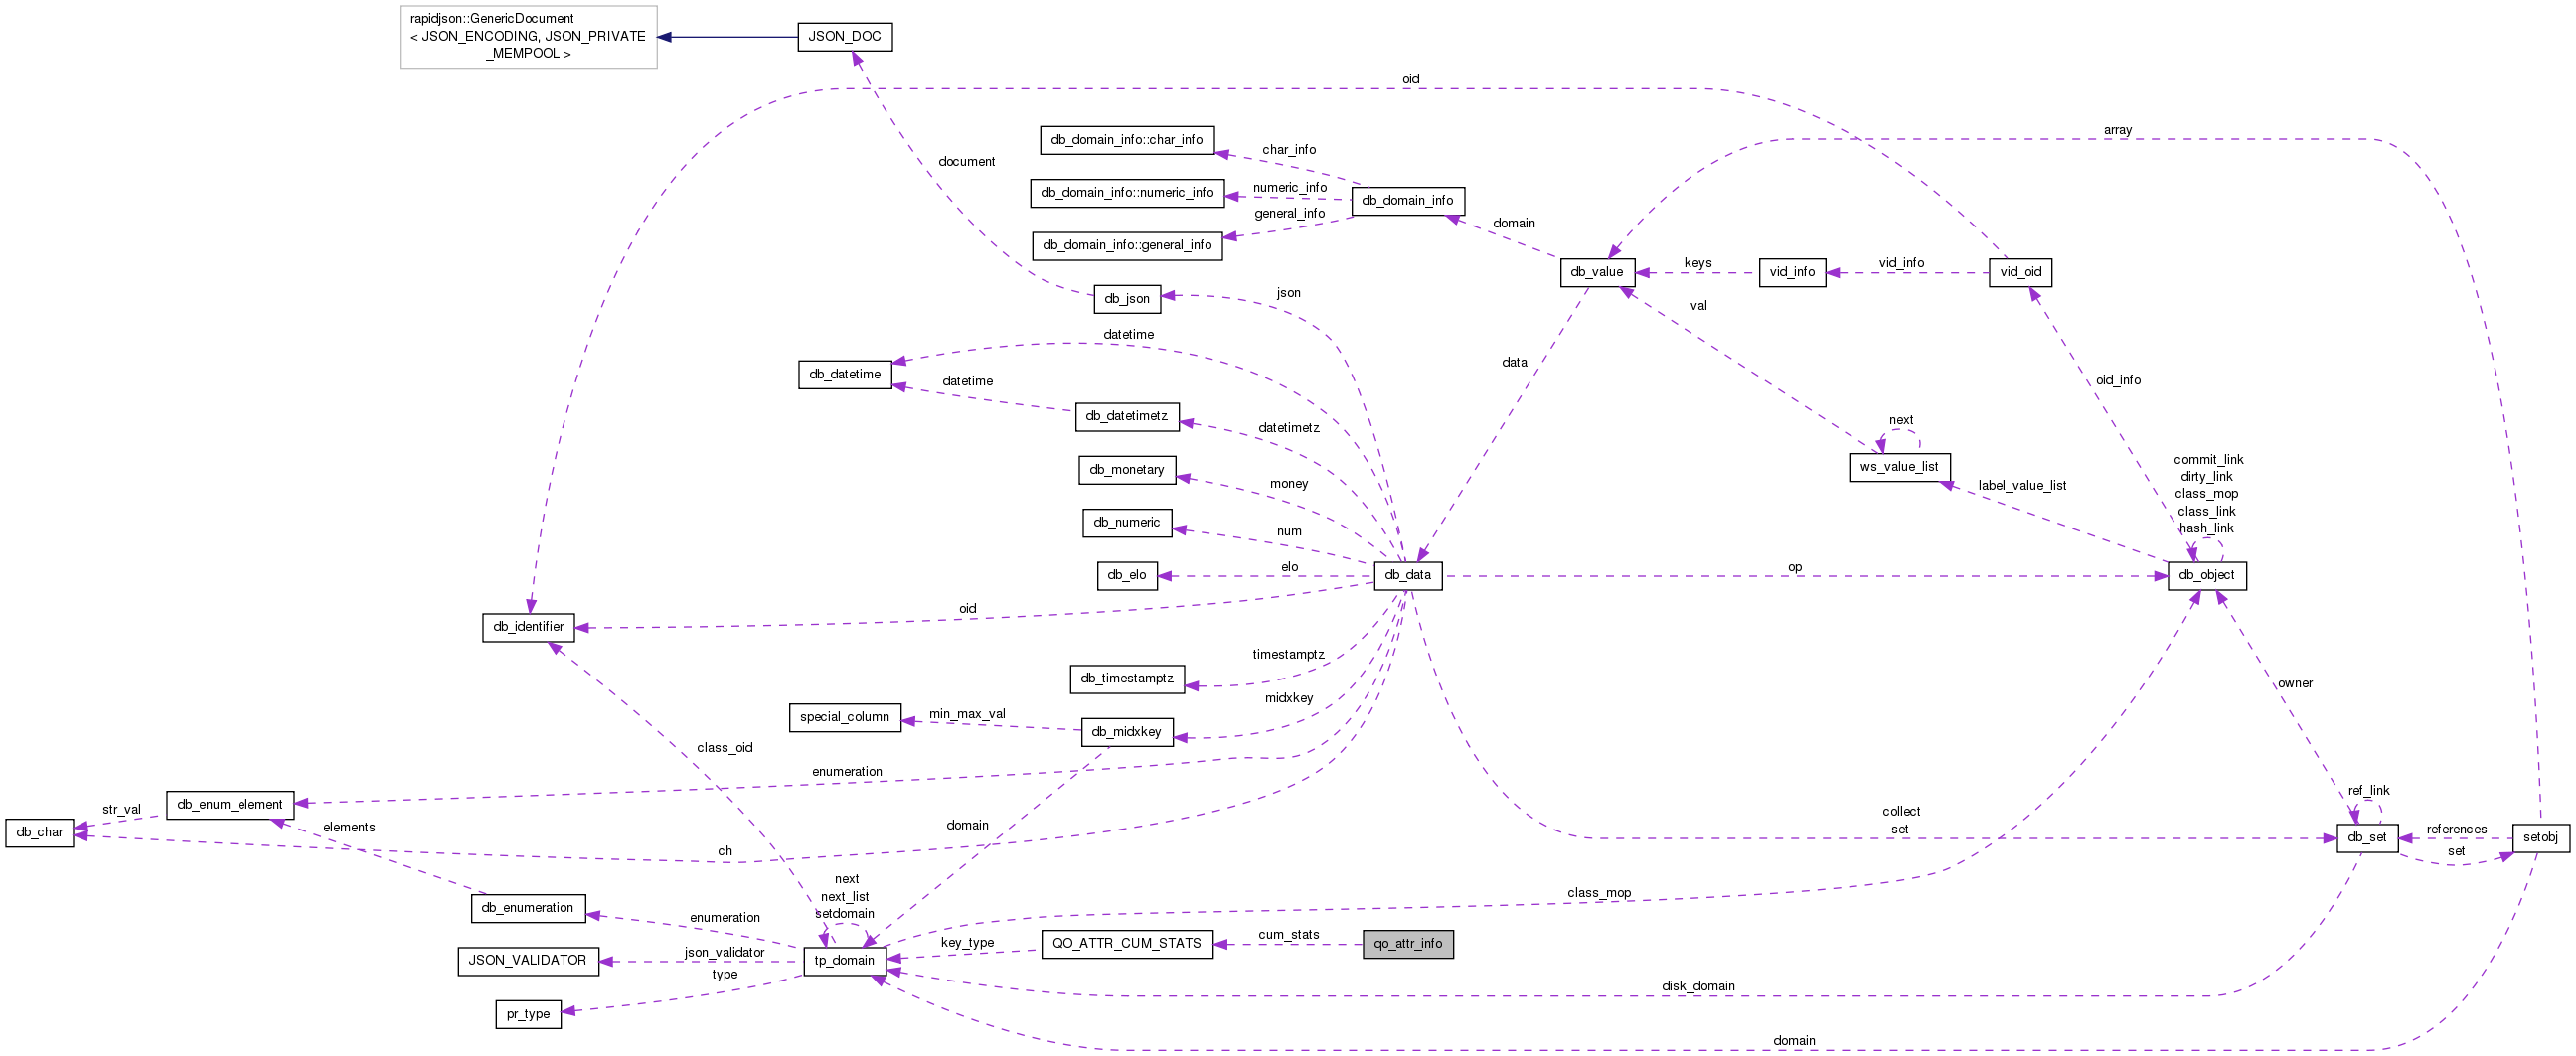 rapidjson::GenericDocument
< JSON_ENCODING, JSON_PRIVATE
_MEMPOOL >
JSON_DOC
oid
array
document
db_domain_info::char_info
char_info
db_domain_info::numeric_info
numeric_info
db_domain_info
general_info
db_domain_info::general_info
domain
db_value
keys
vid_info
vid_info
vid_oid
db_json
json
val
datetime
db_datetime
datetime
db_datetimetz
datetimetz
data
oid_info
next
ws_value_list
label_value_list
commit_link
dirty_link
class_mop
class_link
hash_link
db_monetary
money
db_numeric
num
db_elo
elo
db_data
op
db_object
oid
db_identifier
timestamptz
db_timestamptz
midxkey
special_column
min_max_val
db_midxkey
owner
class_oid
enumeration
db_enum_element
str_val
db_char
elements
ch
domain
collect
set
ref_link
db_set
references
set
setobj
next
next_list
setdomain
class_mop
db_enumeration
enumeration
JSON_VALIDATOR
json_validator
type
tp_domain
key_type
QO_ATTR_CUM_STATS
cum_stats
qo_attr_info
disk_domain
pr_type
domain